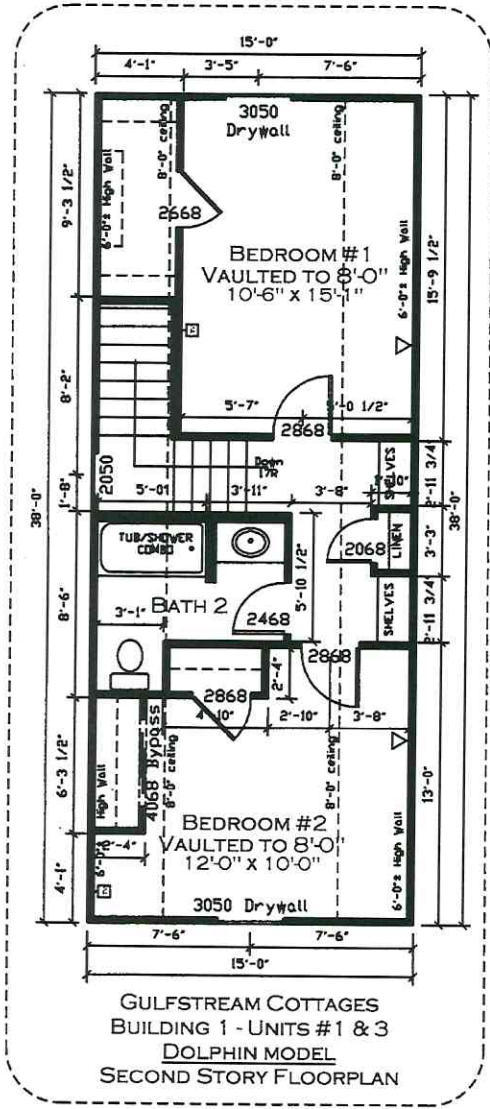 15'-0"
4'-1" 3'-5" 7'-6"
3050
Drywall
8'-0" ceiling
8'-0" ceiling
9'-3 1/2"
6'-0"± High Wall
2668
BEDROOM #1
VAULTED TO 8'-0"
10'-6" x 15'-1"
6'-0"± High Wall
15'-9 1/2"
8'-2"
5'-7"
2868
Down
17R
2050
5'-0"
3'-11"
3'-8"
SHELVES
2'-11 3/4"
38'-0"
38'-0"
1'-8"
TUB/SHOWER
COMBO
5'-10 1/2"
2068
LINEN
3'-3"
8'-6"
3'-1"
BATH 2
2468
SHELVES
2'-11 3/4"
2868
2'-4"
2868
4'-10"
2'-10"
3'-8"
6'-3 1/2"
High Wall
4068 Bypass
8'-0" ceiling
8'-0" ceiling
13'-0"
BEDROOM #2
VAULTED TO 8'-0"
12'-0" x 10'-0"
6'-0"± High Wall
4'-1"
3050 Drywall
7'-6" 7'-6"
15'-0"
GULFSTREAM COTTAGES
BUILDING 1 - UNITS #1 & 3
DOLPHIN MODEL
SECOND STORY FLOORPLAN